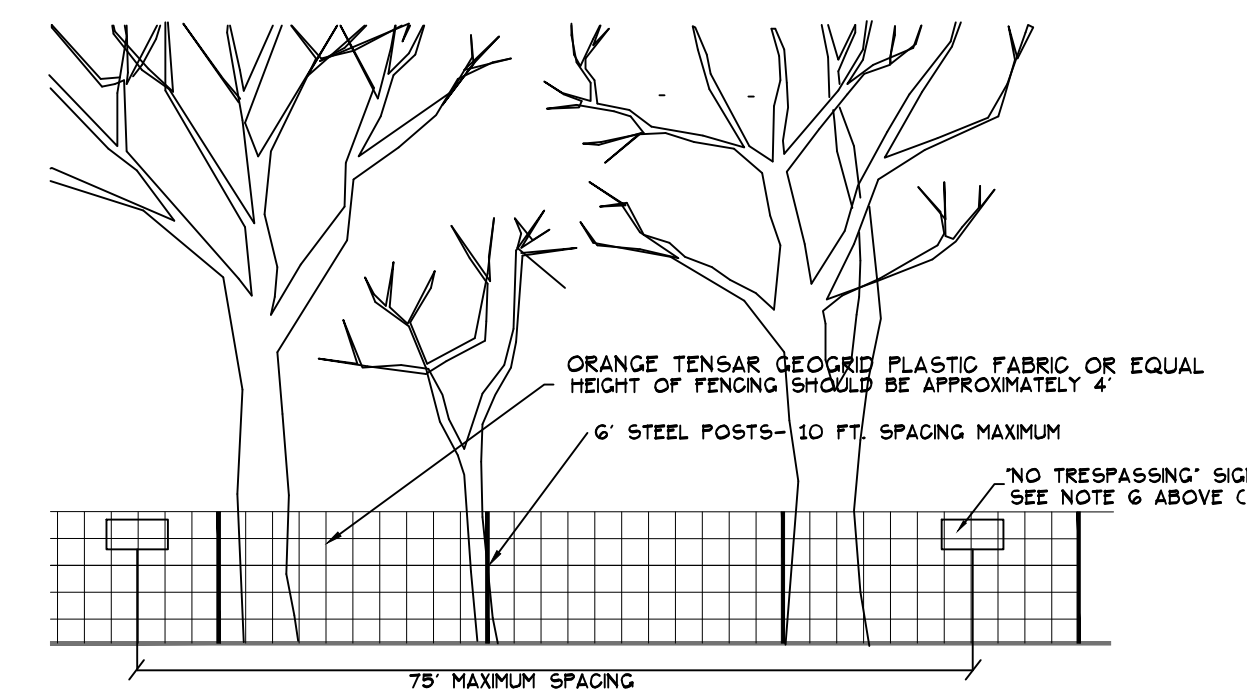 ORANGE TENSAR GEOGRID PLASTIC FABRIC OR EQUAL
HEIGHT OF FENCING SHOULD BE APPROXIMATELY 4'
6' STEEL POSTS- 10 FT. SPACING MAXIMUM
"NO TRESPASSING"
SEE NOTE 6 ABOVE
75' MAXIMUM SPACING